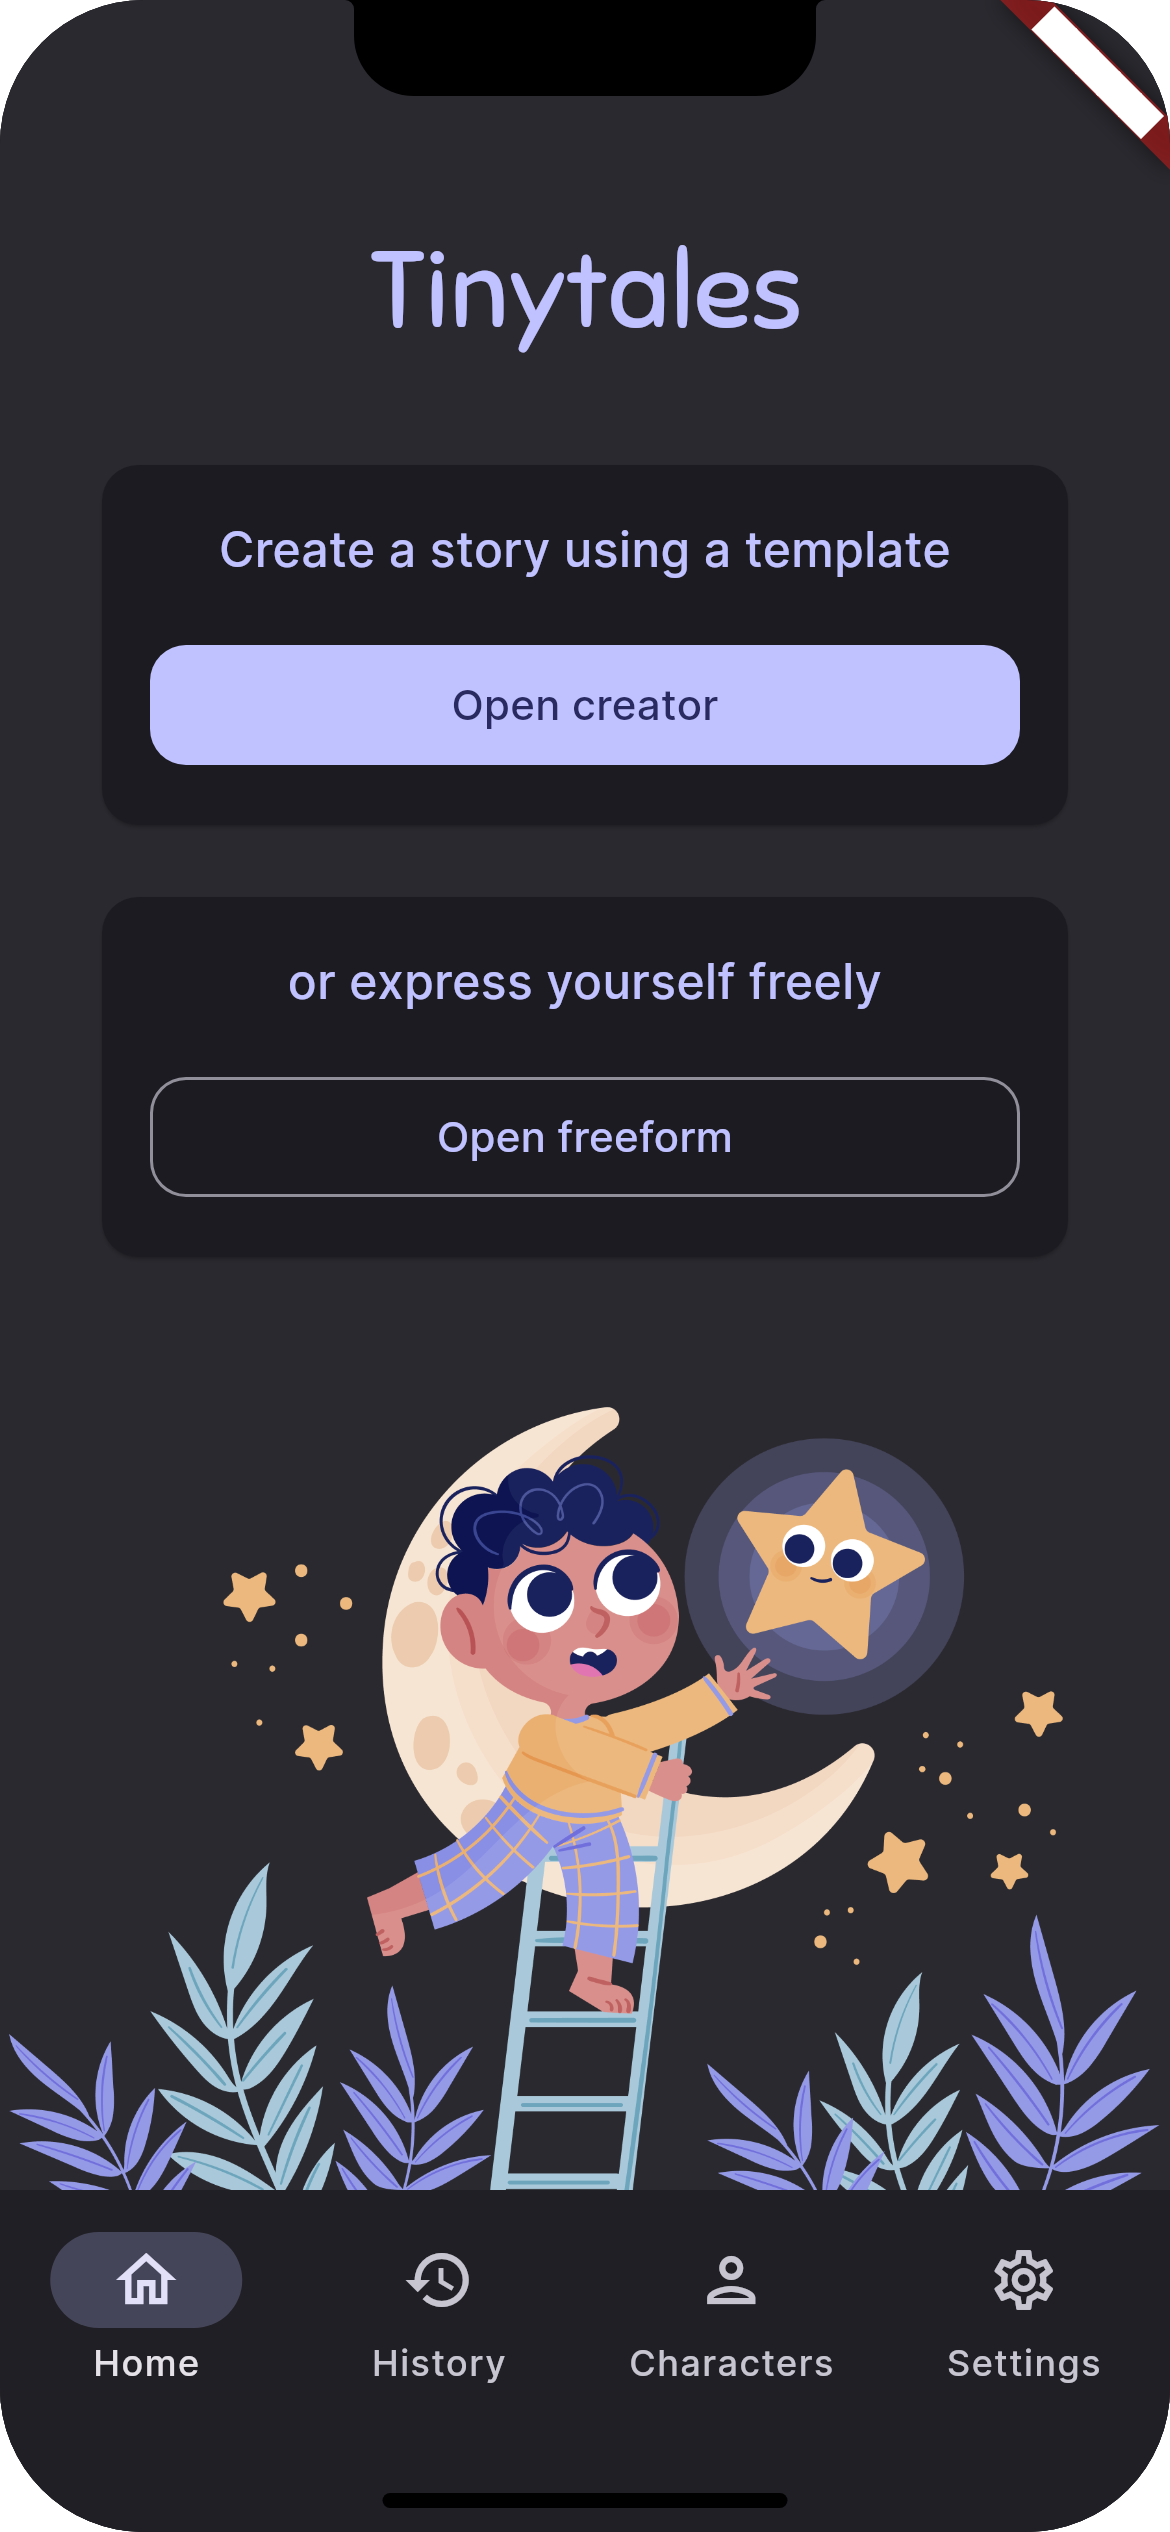 Tinytales
Create a story using a template
Open creator
or express yourself freely
Open freeform
Home
History
Characters
Settings